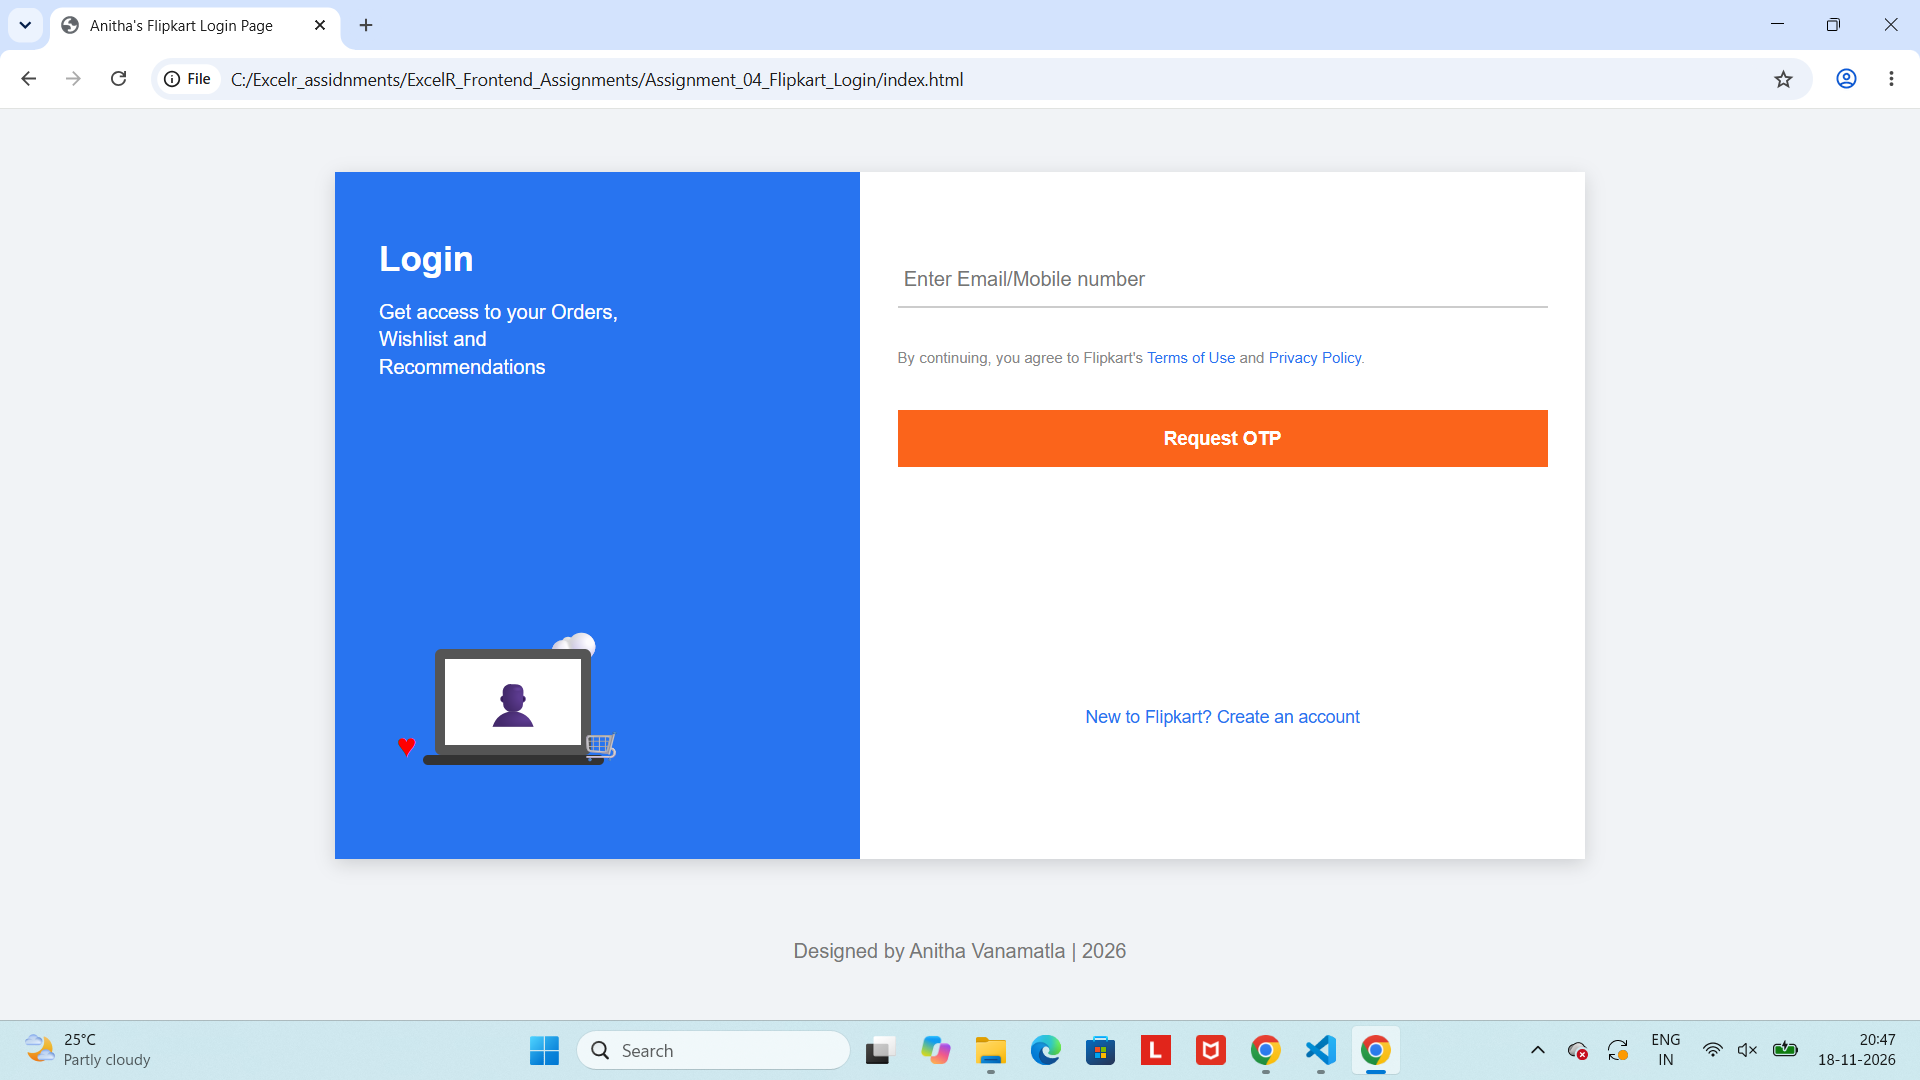 Anitha's Flipkart Login Page
File
C:/Excelr_assidnments/ExcelR_Frontend_Assignments/Assignment_04_Flipkart_Login/index.html
Login
Get access to your Orders,
Wishlist and
Recommendations
Enter Email/Mobile number
By continuing, you agree to Flipkart's Terms of Use and Privacy Policy.
Request OTP
New to Flipkart? Create an account
Designed by Anitha Vanamatla | 2026
25°C
Partly cloudy
Search
L
ENG
IN
20:47
18-11-2026